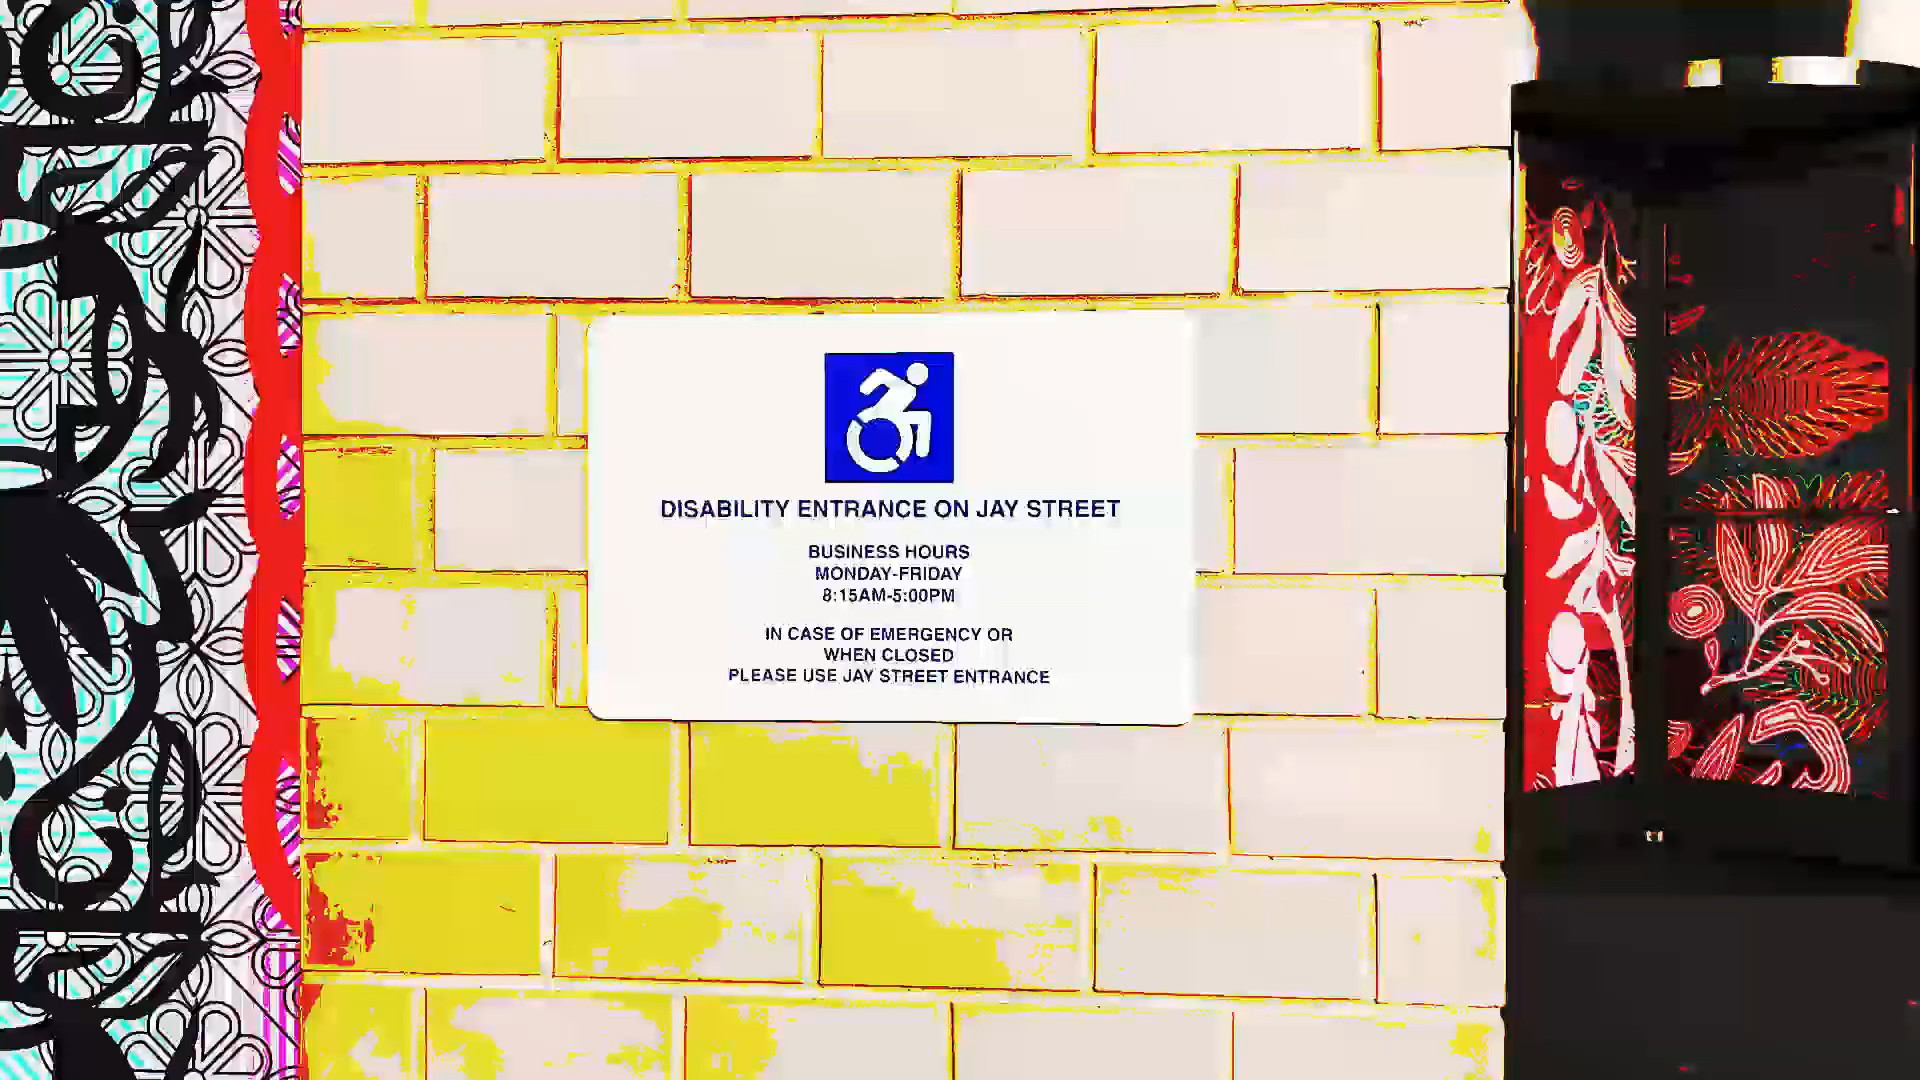 DISABILITY ENTRANCE ON JAY STREET
BUSINESS HOURS
MONDAY-FRIDAY
8:15AM-5:00PM
IN CASE OF EMERGENCY OR
WHEN CLOSED
PLEASE USE JAY STREET ENTRANCE